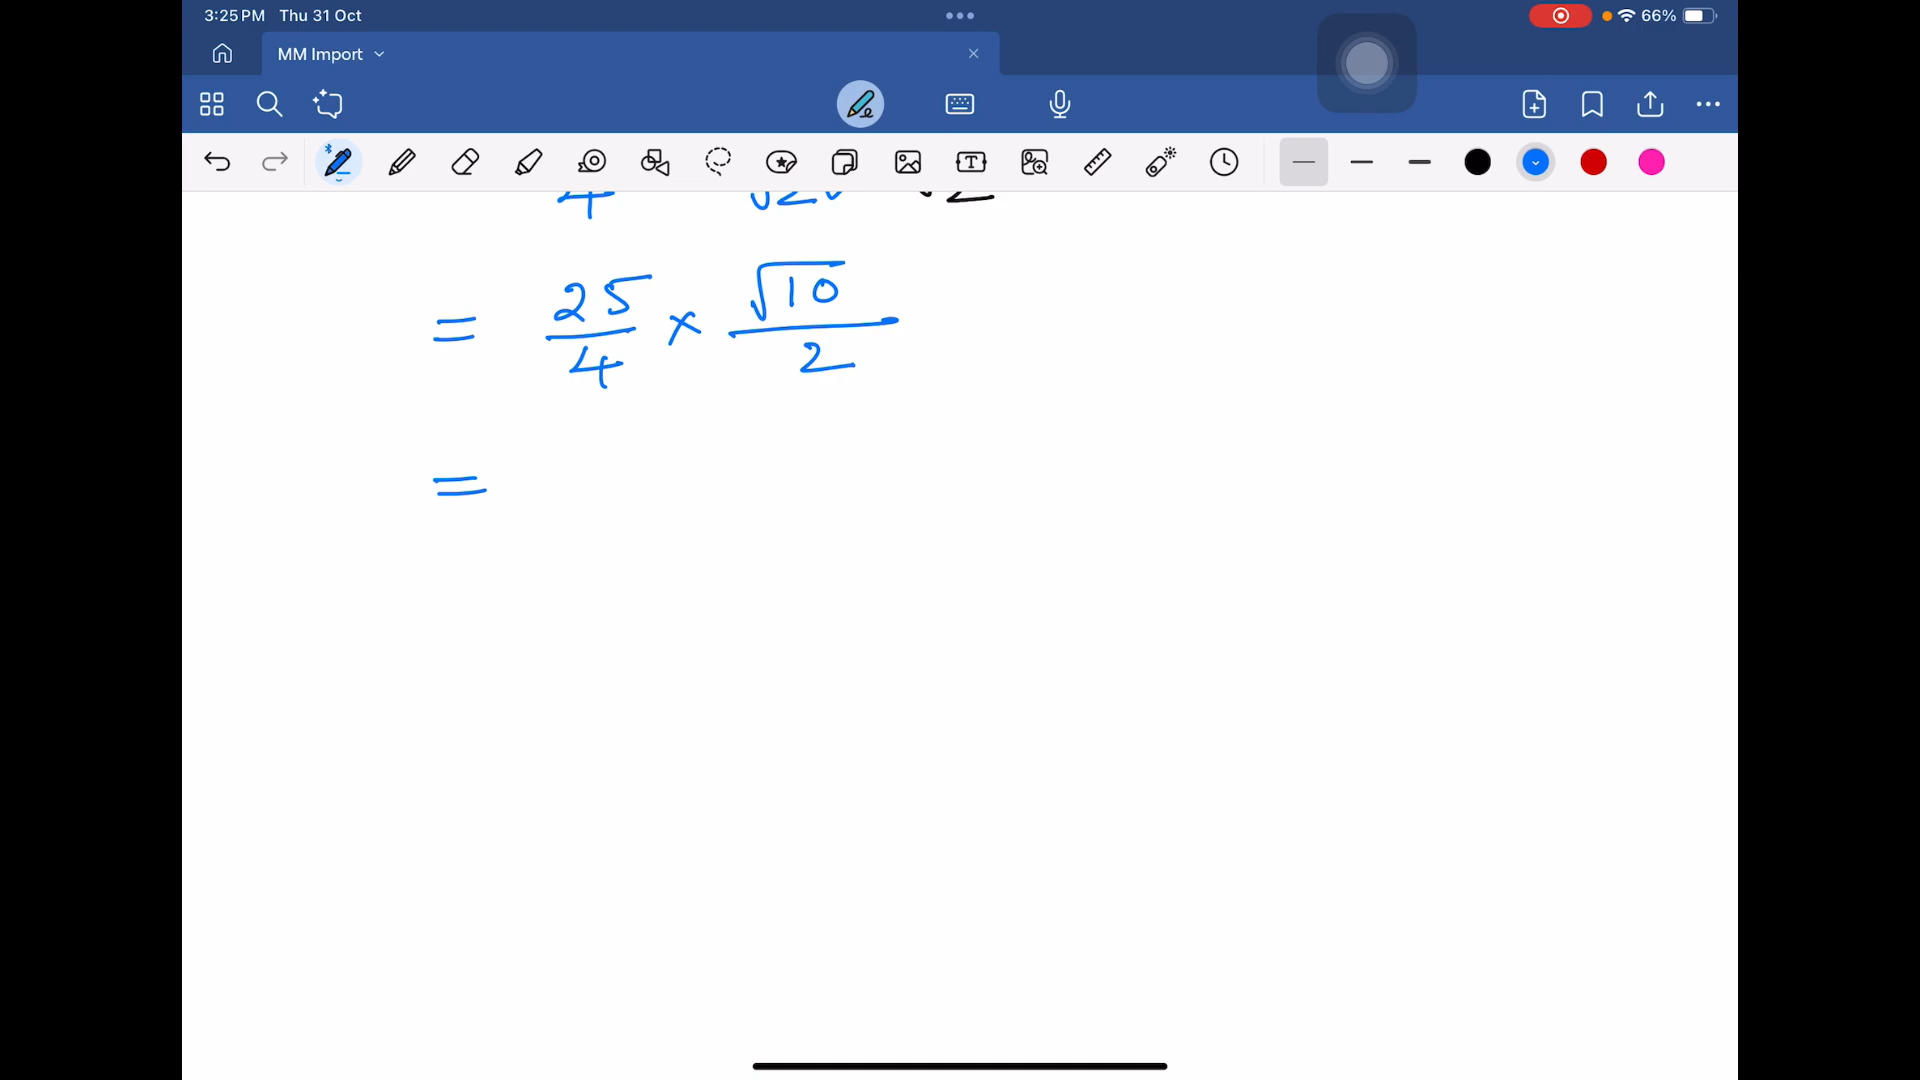 3:25 PM Thu 31 Oct 66%
MM Import
= 25/4 × √10/2
=